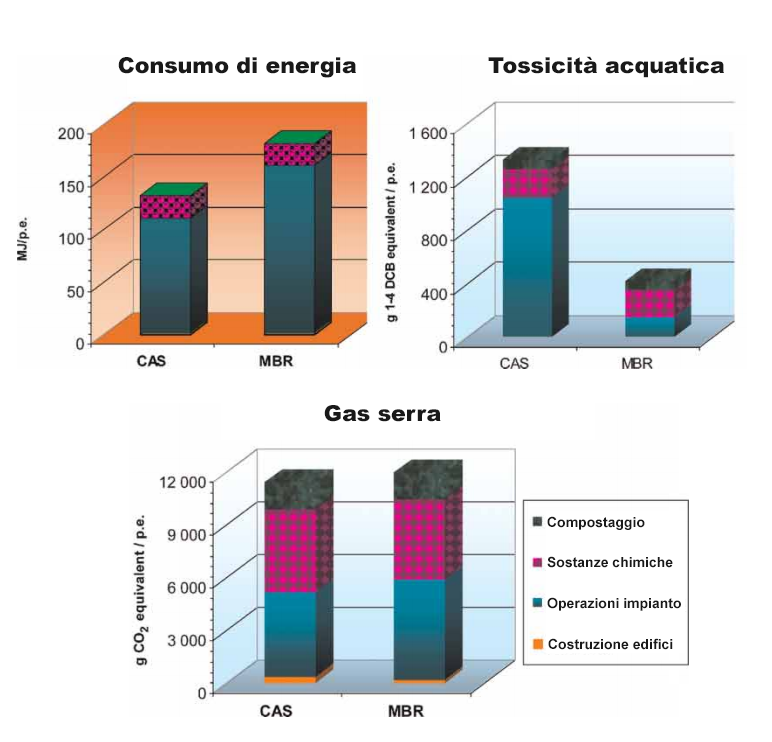 Consumo di energia
Tossicità acquatica
200
150
100
50
0
MJ/p.e.
CAS
MBR
1 600
1 200
800
400
0
g 1-4 DCB equivalent / p.e.
CAS
MBR
Gas serra
12 000
9 000
6 000
3 000
0
g CO₂ equivalent / p.e.
CAS
MBR
Compostaggio
Sostanze chimiche
Operazioni impianto
Costruzione edifici